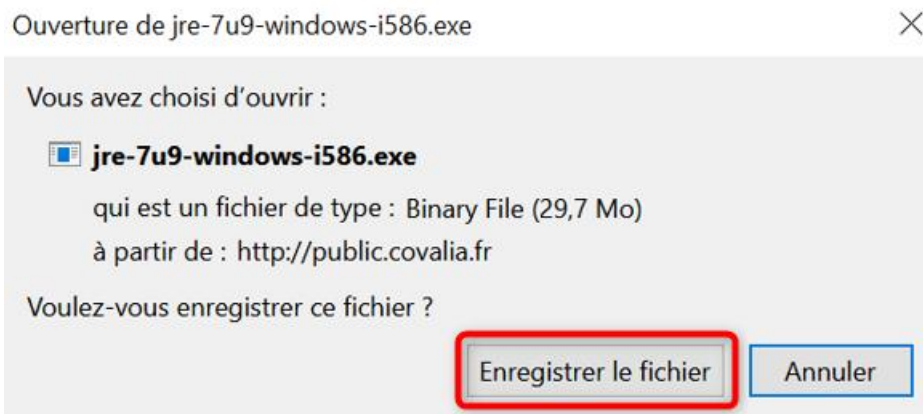 Ouverture de jre-7u9-windows-i586.exe
Vous avez choisi d'ouvrir :
jre-7u9-windows-i586.exe
qui est un fichier de type : Binary File (29,7 Mo)
à partir de : http://public.covalia.fr
Voulez-vous enregistrer ce fichier ?
Enregistrer le fichier Annuler